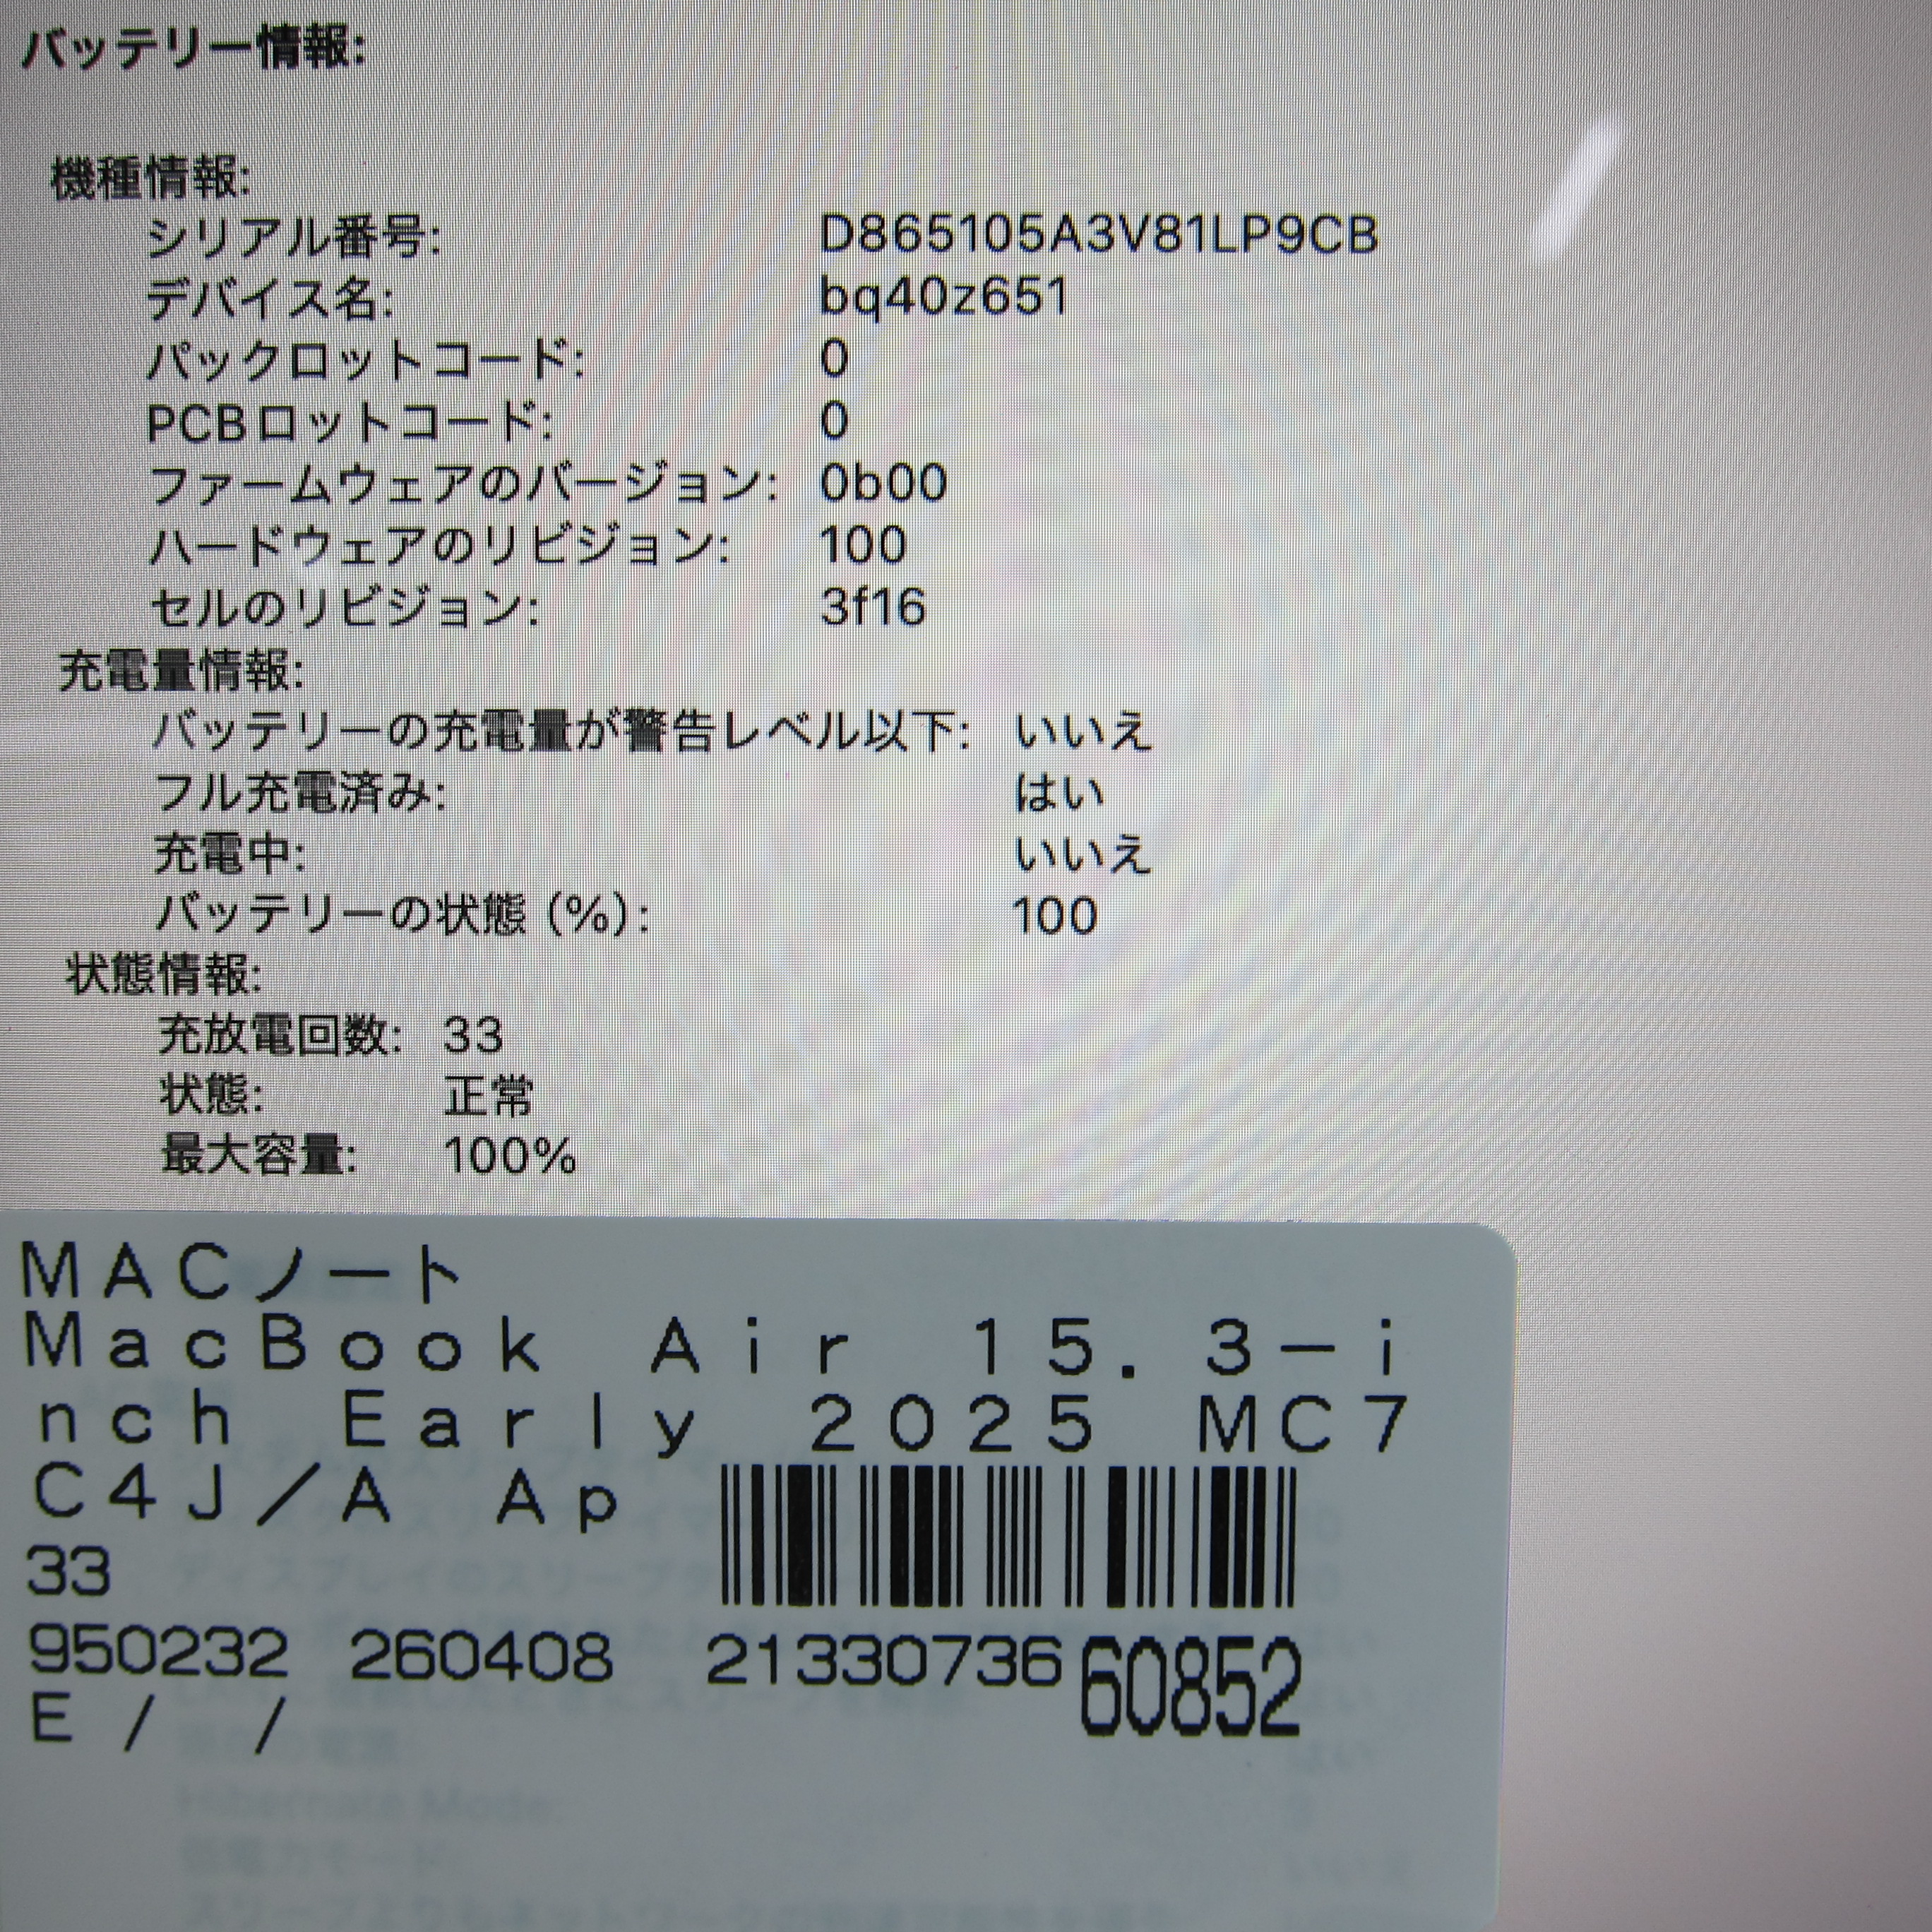 バッテリー情報:
機種情報:
シリアル番号: D865105A3V81LP9CB
デバイス名: bq40z651
パックロットコード: 0
PCBロットコード: 0
ファームウェアのバージョン: 0b00
ハードウェアのリビジョン: 100
セルのリビジョン: 3f16
充電量情報:
バッテリーの充電量が警告レベル以下: いいえ
フル充電済み: はい
充電中: いいえ
バッテリーの状態 (%): 100
状態情報:
充放電回数: 33
状態: 正常
最大容量: 100%
MACノート
MacBook Air 15.3-i
nch Early 2025 MC7
C4J/A Ap
33
950232 260408 21330736 60852
E / /
Hibernate Mode: